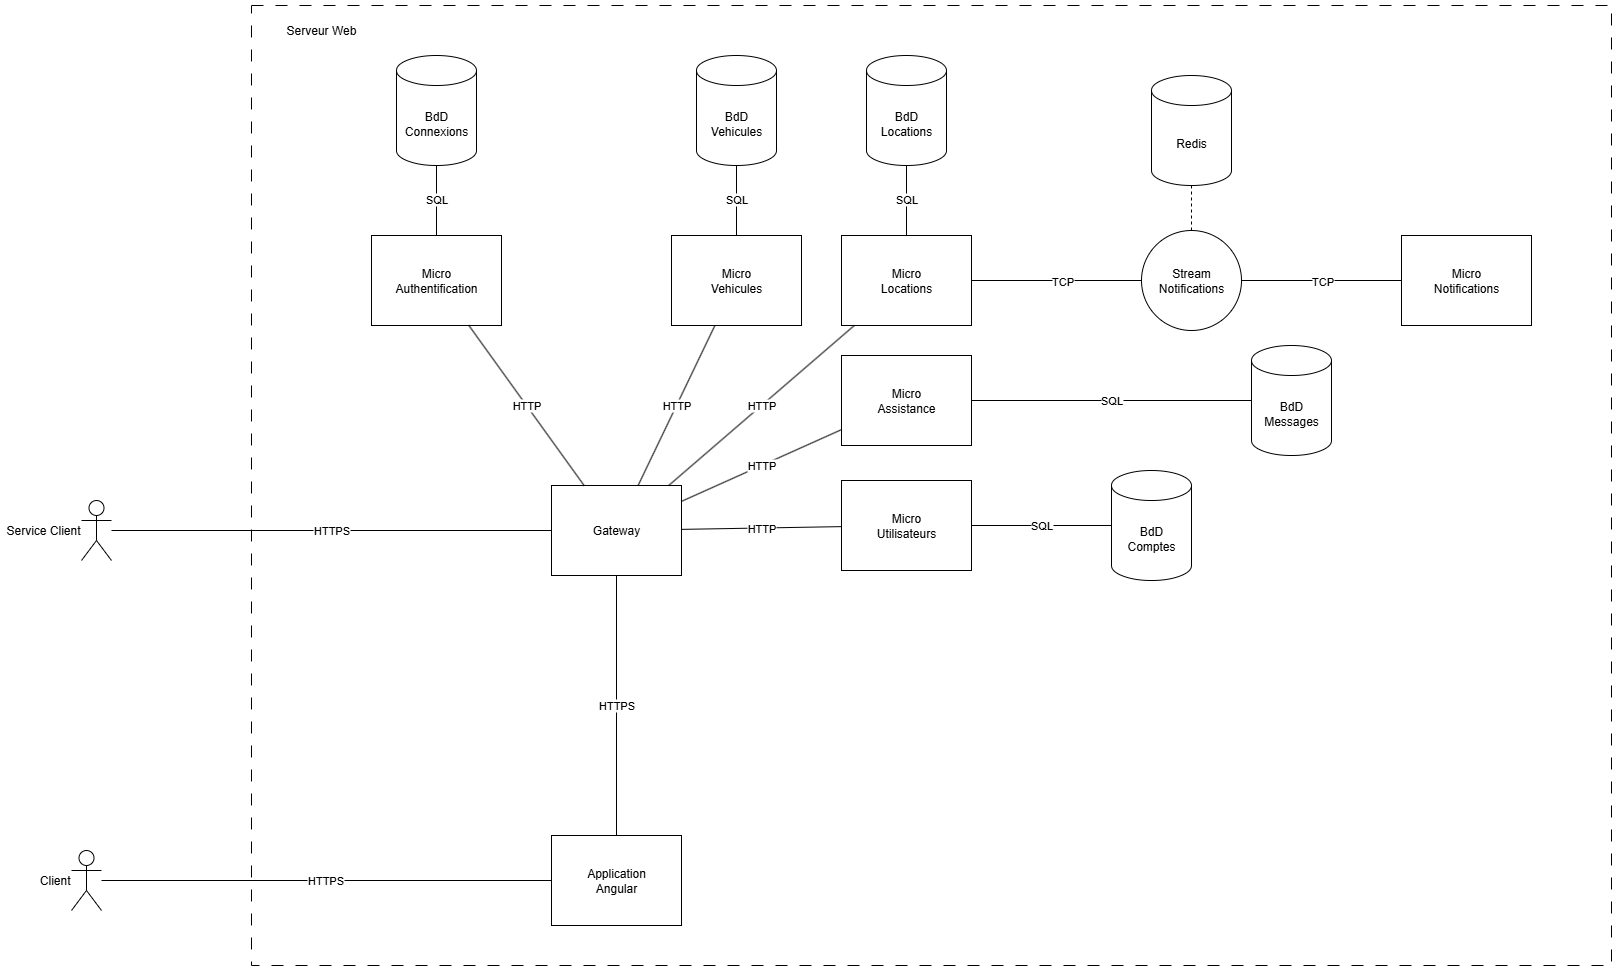 Serveur Web
BdD
Connexions
BdD
Vehicules
BdD
Locations
Redis
SQL
SQL
SQL
Micro
Authentification
Micro
Vehicules
Micro
Locations
TCP
Stream
Notifications
TCP
Micro
Notifications
HTTP
HTTP
HTTP
Micro
Assistance
SQL
BdD
Messages
HTTP
Service Client
HTTPS
Gateway
HTTP
Micro
Utilisateurs
SQL
BdD
Comptes
HTTPS
Client
HTTPS
Application
Angular